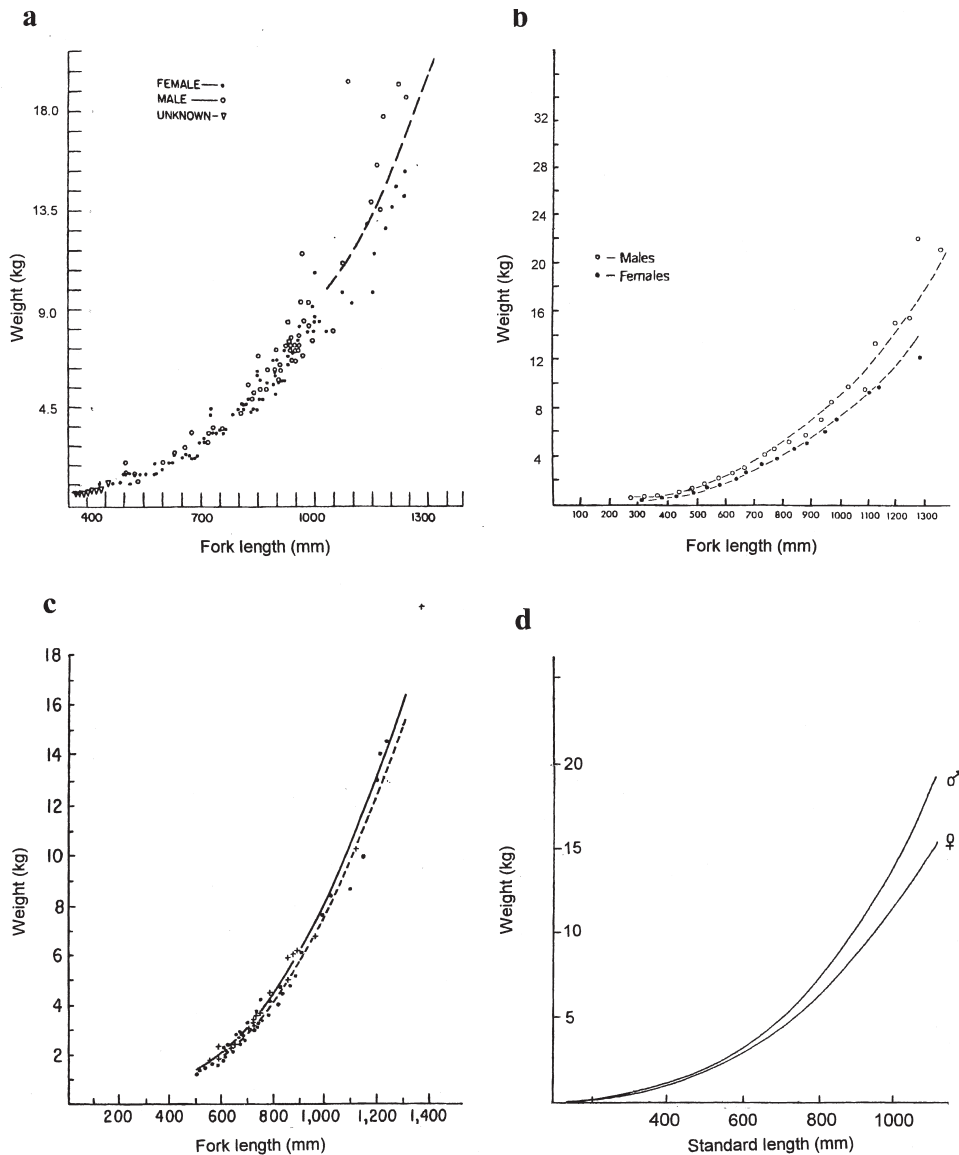 a
FEMALE
MALE
UNKNOWN
18.0
13.5
9.0
4.5
Weight (kg)
400 700 1000 1300
Fork length (mm)
b
32
28
24
20
16
12
8
4
Males
Females
Weight (kg)
100 200 300 400 500 600 700 800 900 1000 1100 1200 1300
Fork length (mm)
c
18
16
14
12
10
8
6
4
2
Weight (kg)
200 400 600 800 1,000 1,200 1,400
Fork length (mm)
d
20
15
10
5
♂
♀
Weight (kg)
400 600 800 1000
Standard length (mm)